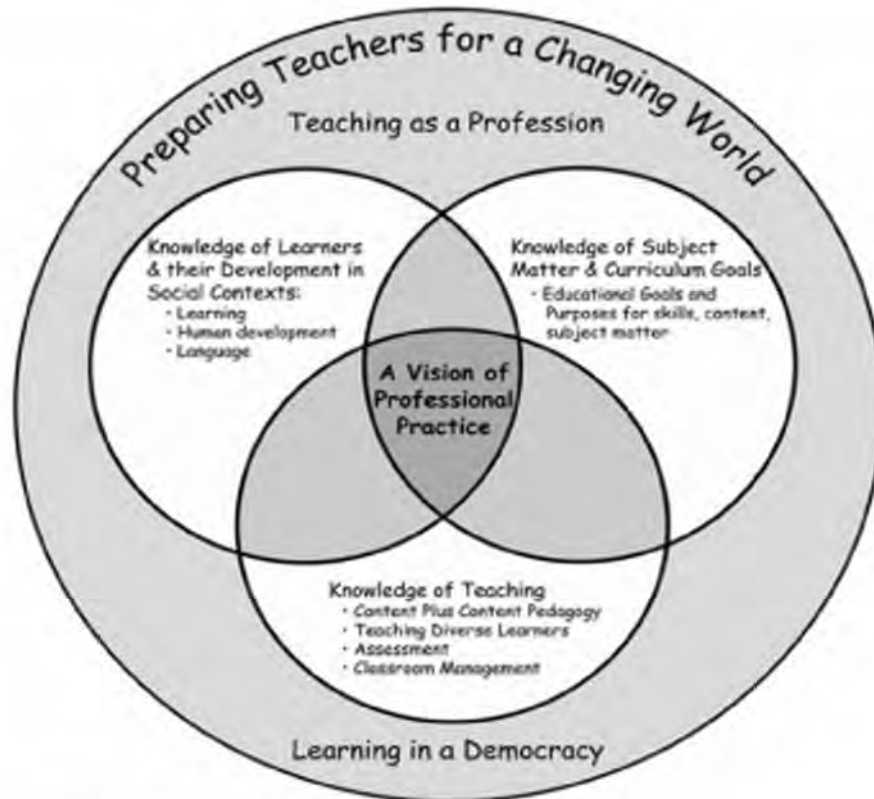 Preparing Teachers for a Changing World
Teaching as a Profession
Knowledge of Learners
& their Development in
Social Contexts:
• Learning
• Human development
• Language
Knowledge of Subject
Matter & Curriculum Goals
• Educational Goals and
Purposes for skills, content,
subject matter
A Vision of
Professional
Practice
Knowledge of Teaching
• Content Plus Content Pedagogy
• Teaching Diverse Learners
• Assessment
• Classroom Management
Learning in a Democracy